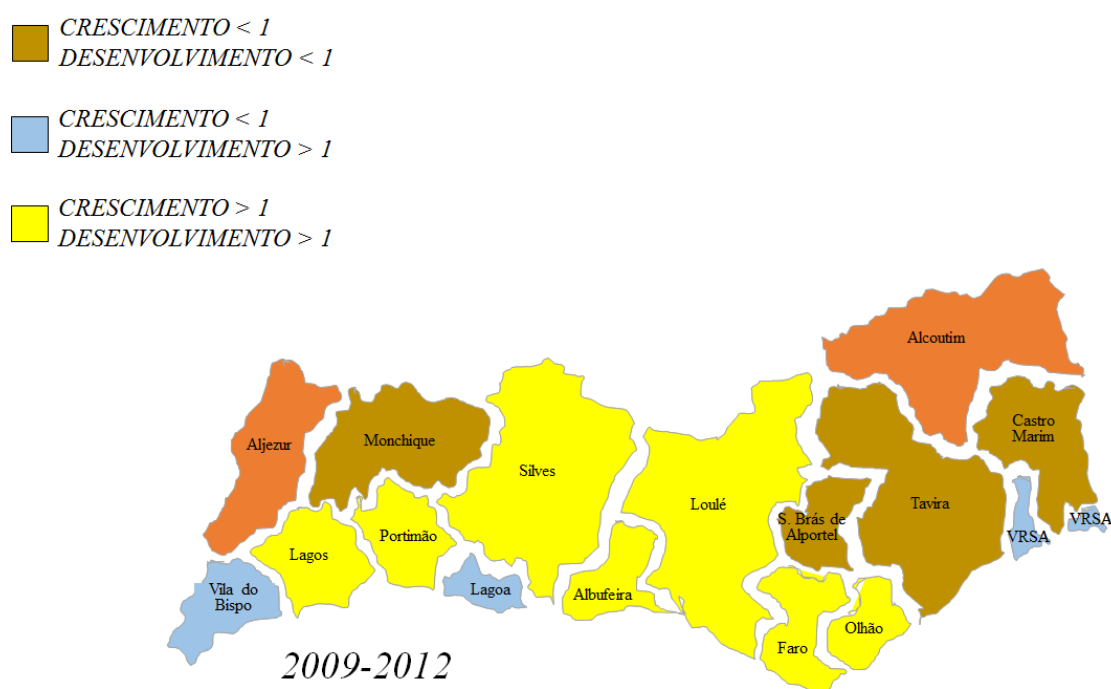 CRESCIMENTO < 1
DESENVOLVIMENTO < 1
CRESCIMENTO < 1
DESENVOLVIMENTO > 1
CRESCIMENTO > 1
DESENVOLVIMENTO > 1
Alcoutim
Castro
Marim
Aljezur
Monchique
Silves
Loulé
Tavira
S. Brás de
Alportel
VRSA
VRSA
Lagos
Portimão
Vila do
Bispo
Lagoa
Albufeira
Faro
Olhão
2009-2012